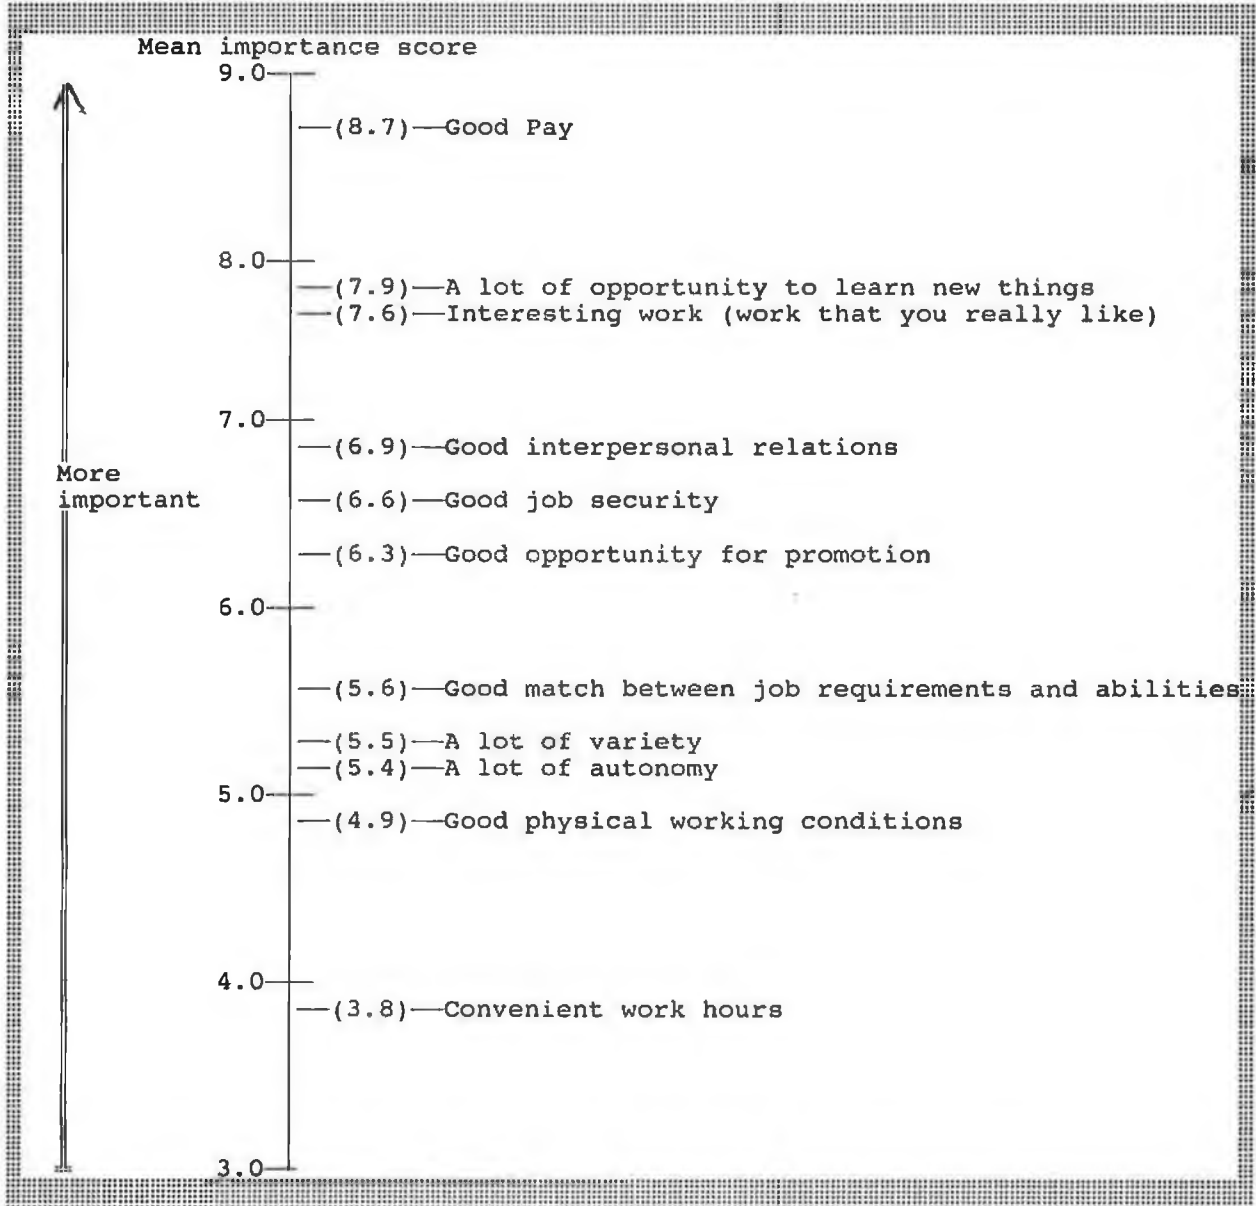 Mean importance score
9.0
(8.7)—Good Pay
8.0
(7.9)—A lot of opportunity to learn new things
(7.6)—Interesting work (work that you really like)
7.0
(6.9)—Good interpersonal relations
More
important
(6.6)—Good job security
(6.3)—Good opportunity for promotion
6.0
(5.6)—Good match between job requirements and abilities
(5.5)—A lot of variety
(5.4)—A lot of autonomy
5.0
(4.9)—Good physical working conditions
4.0
(3.8)—Convenient work hours
3.0